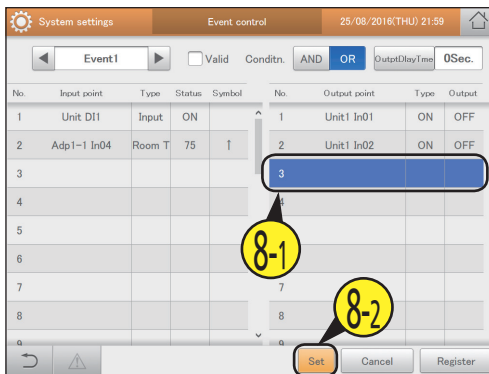 System settings Event control 25/08/2016(THU) 21:59
Event1 Valid Conditn. AND OR OutptDlayTme 0Sec.
No. Input point Type Status Symbol No. Output point Type Output
1 Unit DI1 Input ON 1 Unit1 In01 ON OFF
2 Adp1-1 In04 Room T 75 ↑ 2 Unit1 In02 ON OFF
3 3
4 4
5
6
7 7
8 8
9 9
8-1
8-2
Set Cancel Register